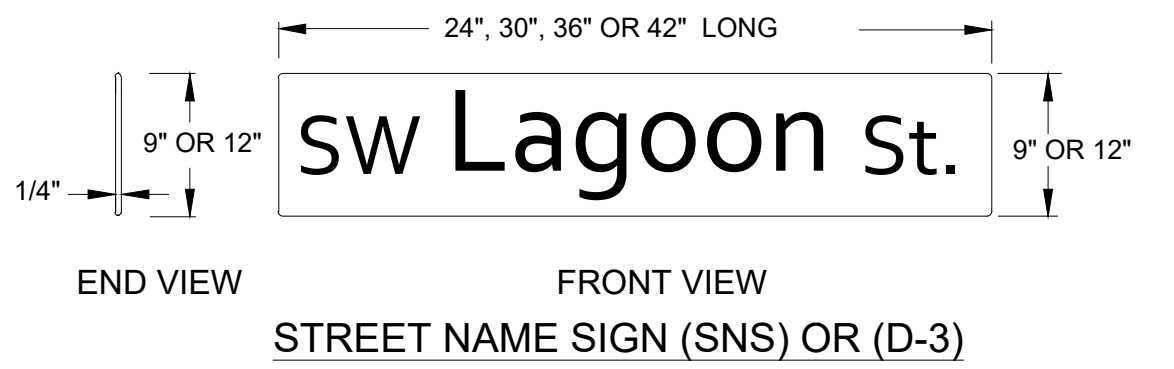 24", 30", 36" OR 42" LONG
9" OR 12"
1/4"
SW Lagoon St.
9" OR 12"
END VIEW
FRONT VIEW
STREET NAME SIGN (SNS) OR (D-3)